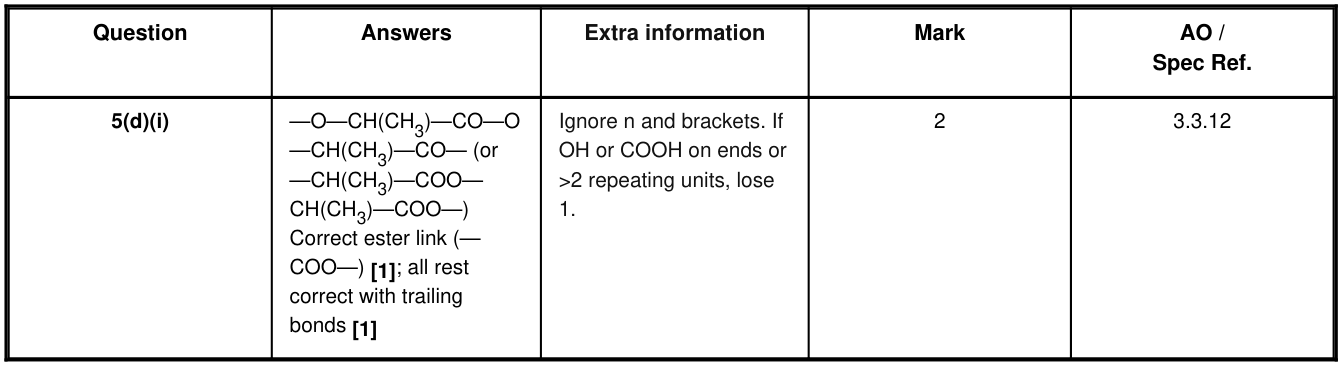 Question Answers Extra information Mark AO /
Spec Ref.
5(d)(i)
—O—CH(CH₃)—CO—O
—CH(CH₃)—CO— (or
—CH(CH₃)—COO—
CH(CH₃)—COO—)
Correct ester link (—
COO—) [1]; all rest
correct with trailing
bonds [1]
Ignore n and brackets. If
OH or COOH on ends or
>2 repeating units, lose
1.
2
3.3.12